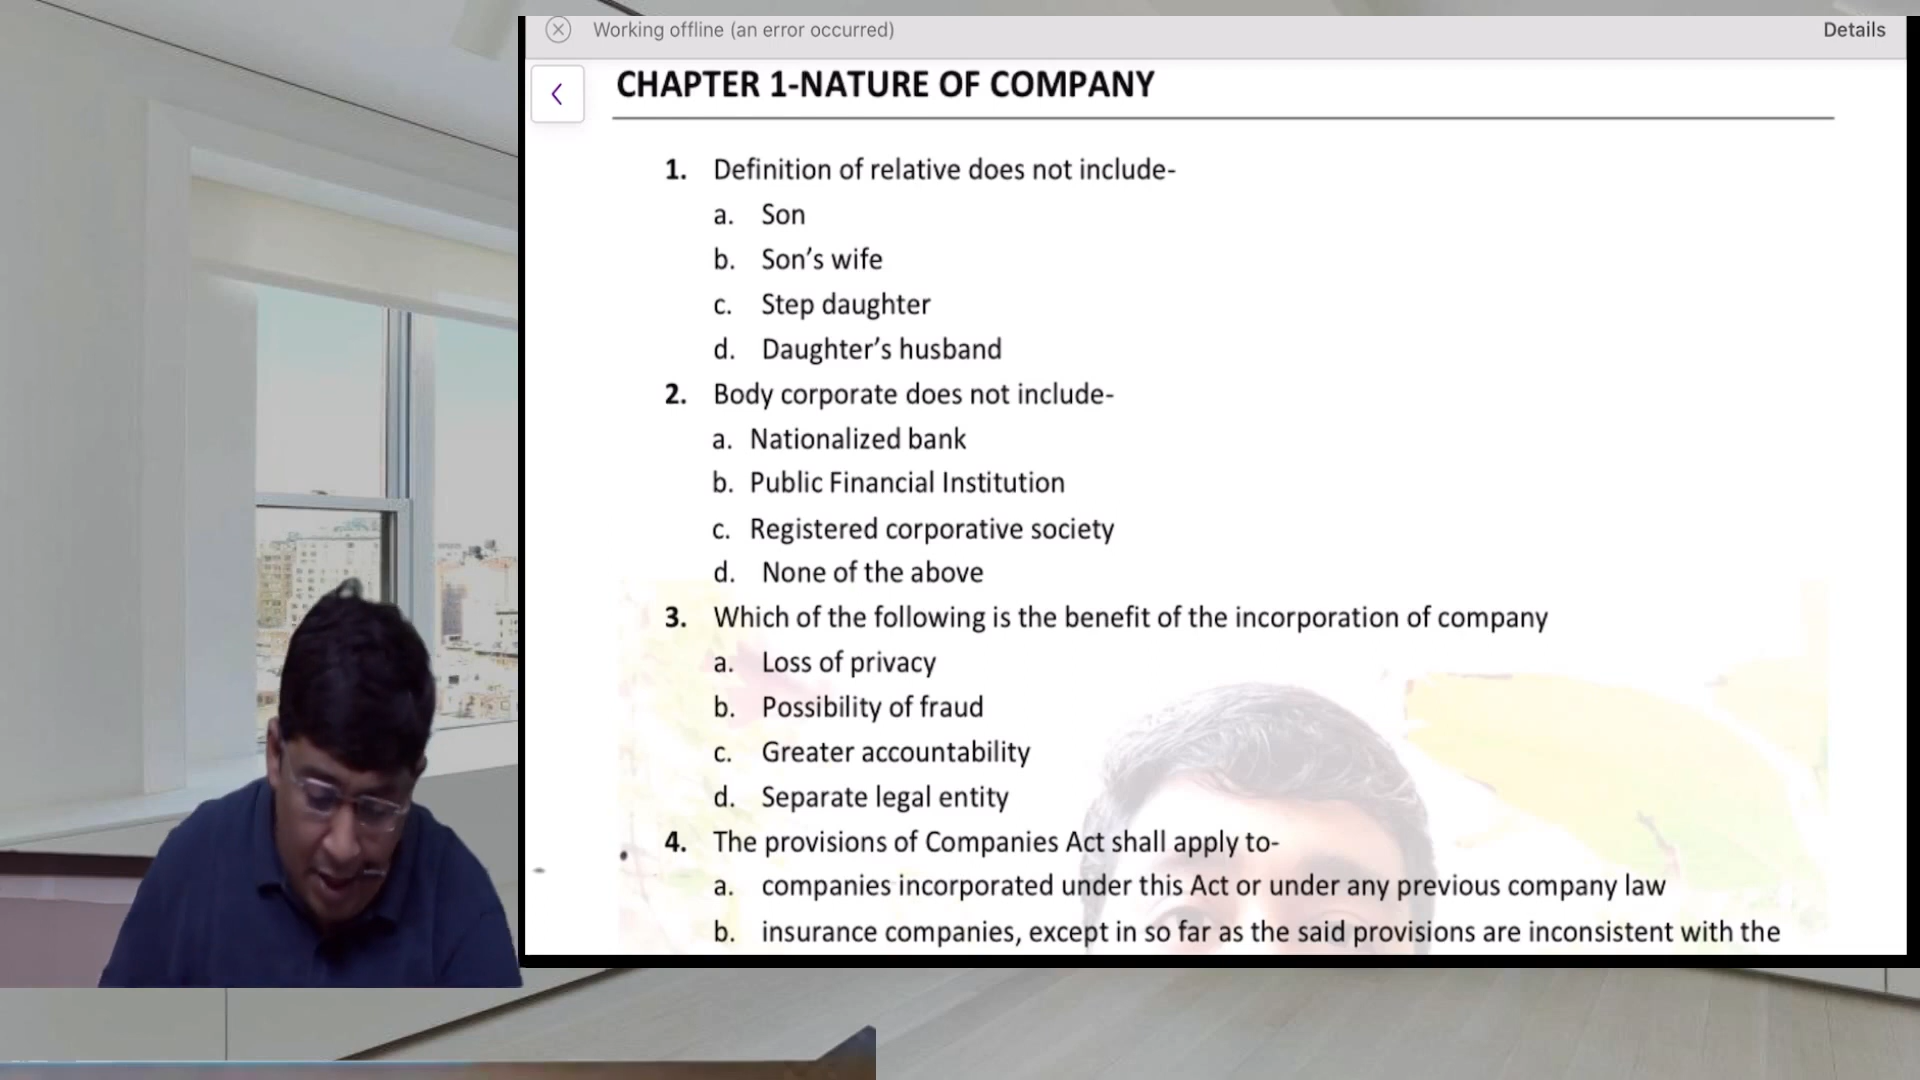 Working offline (an error occurred)
Details
CHAPTER 1-NATURE OF COMPANY
1. Definition of relative does not include-
a. Son
b. Son's wife
c. Step daughter
d. Daughter's husband
2. Body corporate does not include-
a. Nationalized bank
b. Public Financial Institution
c. Registered corporative society
d. None of the above
3. Which of the following is the benefit of the incorporation of company
a. Loss of privacy
b. Possibility of fraud
c. Greater accountability
d. Separate legal entity
4. The provisions of Companies Act shall apply to-
a. companies incorporated under this Act or under any previous company law
b. insurance companies, except in so far as the said provisions are inconsistent with the